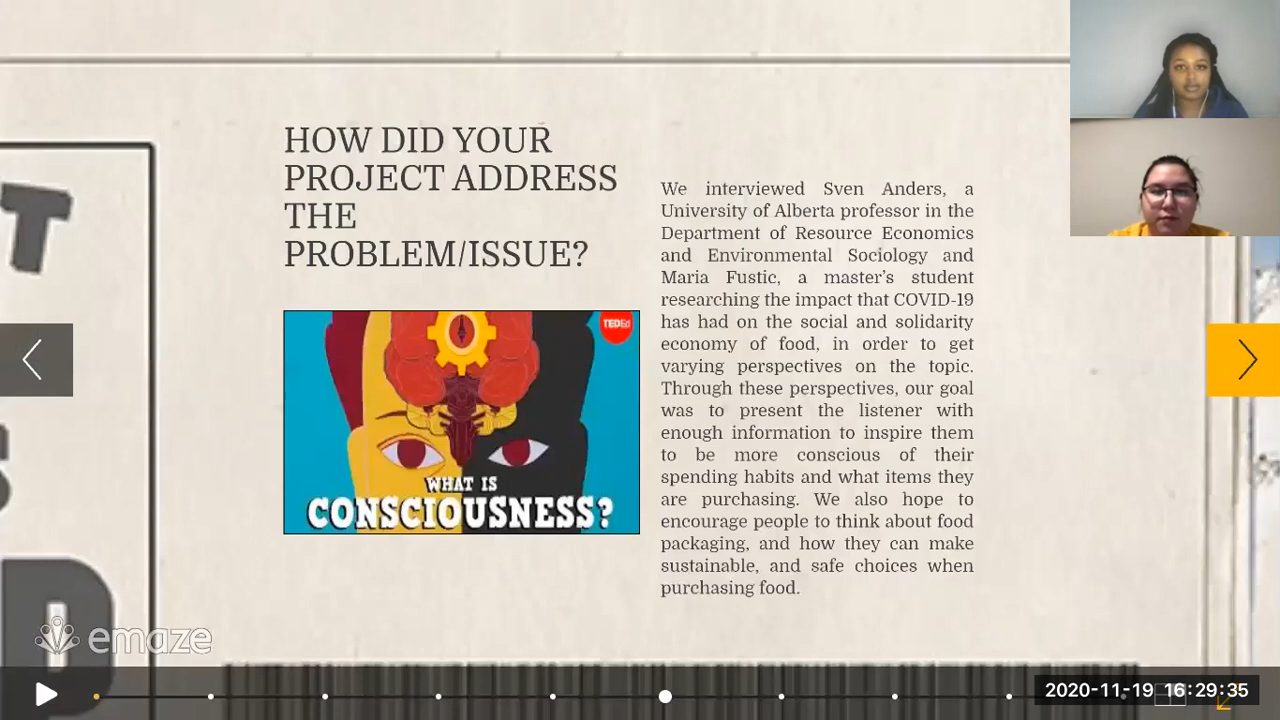 HOW DID YOUR
PROJECT ADDRESS
THE
PROBLEM/ISSUE?
TEDEd
WHAT IS
CONSCIOUSNESS?
We interviewed Sven Anders, a
University of Alberta professor in the
Department of Resource Economics
and Environmental Sociology and
Maria Fustic, a master's student
researching the impact that COVID-19
has had on the social and solidarity
economy of food, in order to get
varying perspectives on the topic.
Through these perspectives, our goal
was to present the listener with
enough information to inspire them
to be more conscious of their
spending habits and what items they
are purchasing. We also hope to
encourage people to think about food
packaging, and how they can make
sustainable, and safe choices when
purchasing food.
T
emaze
2020-11-19 16:29:35